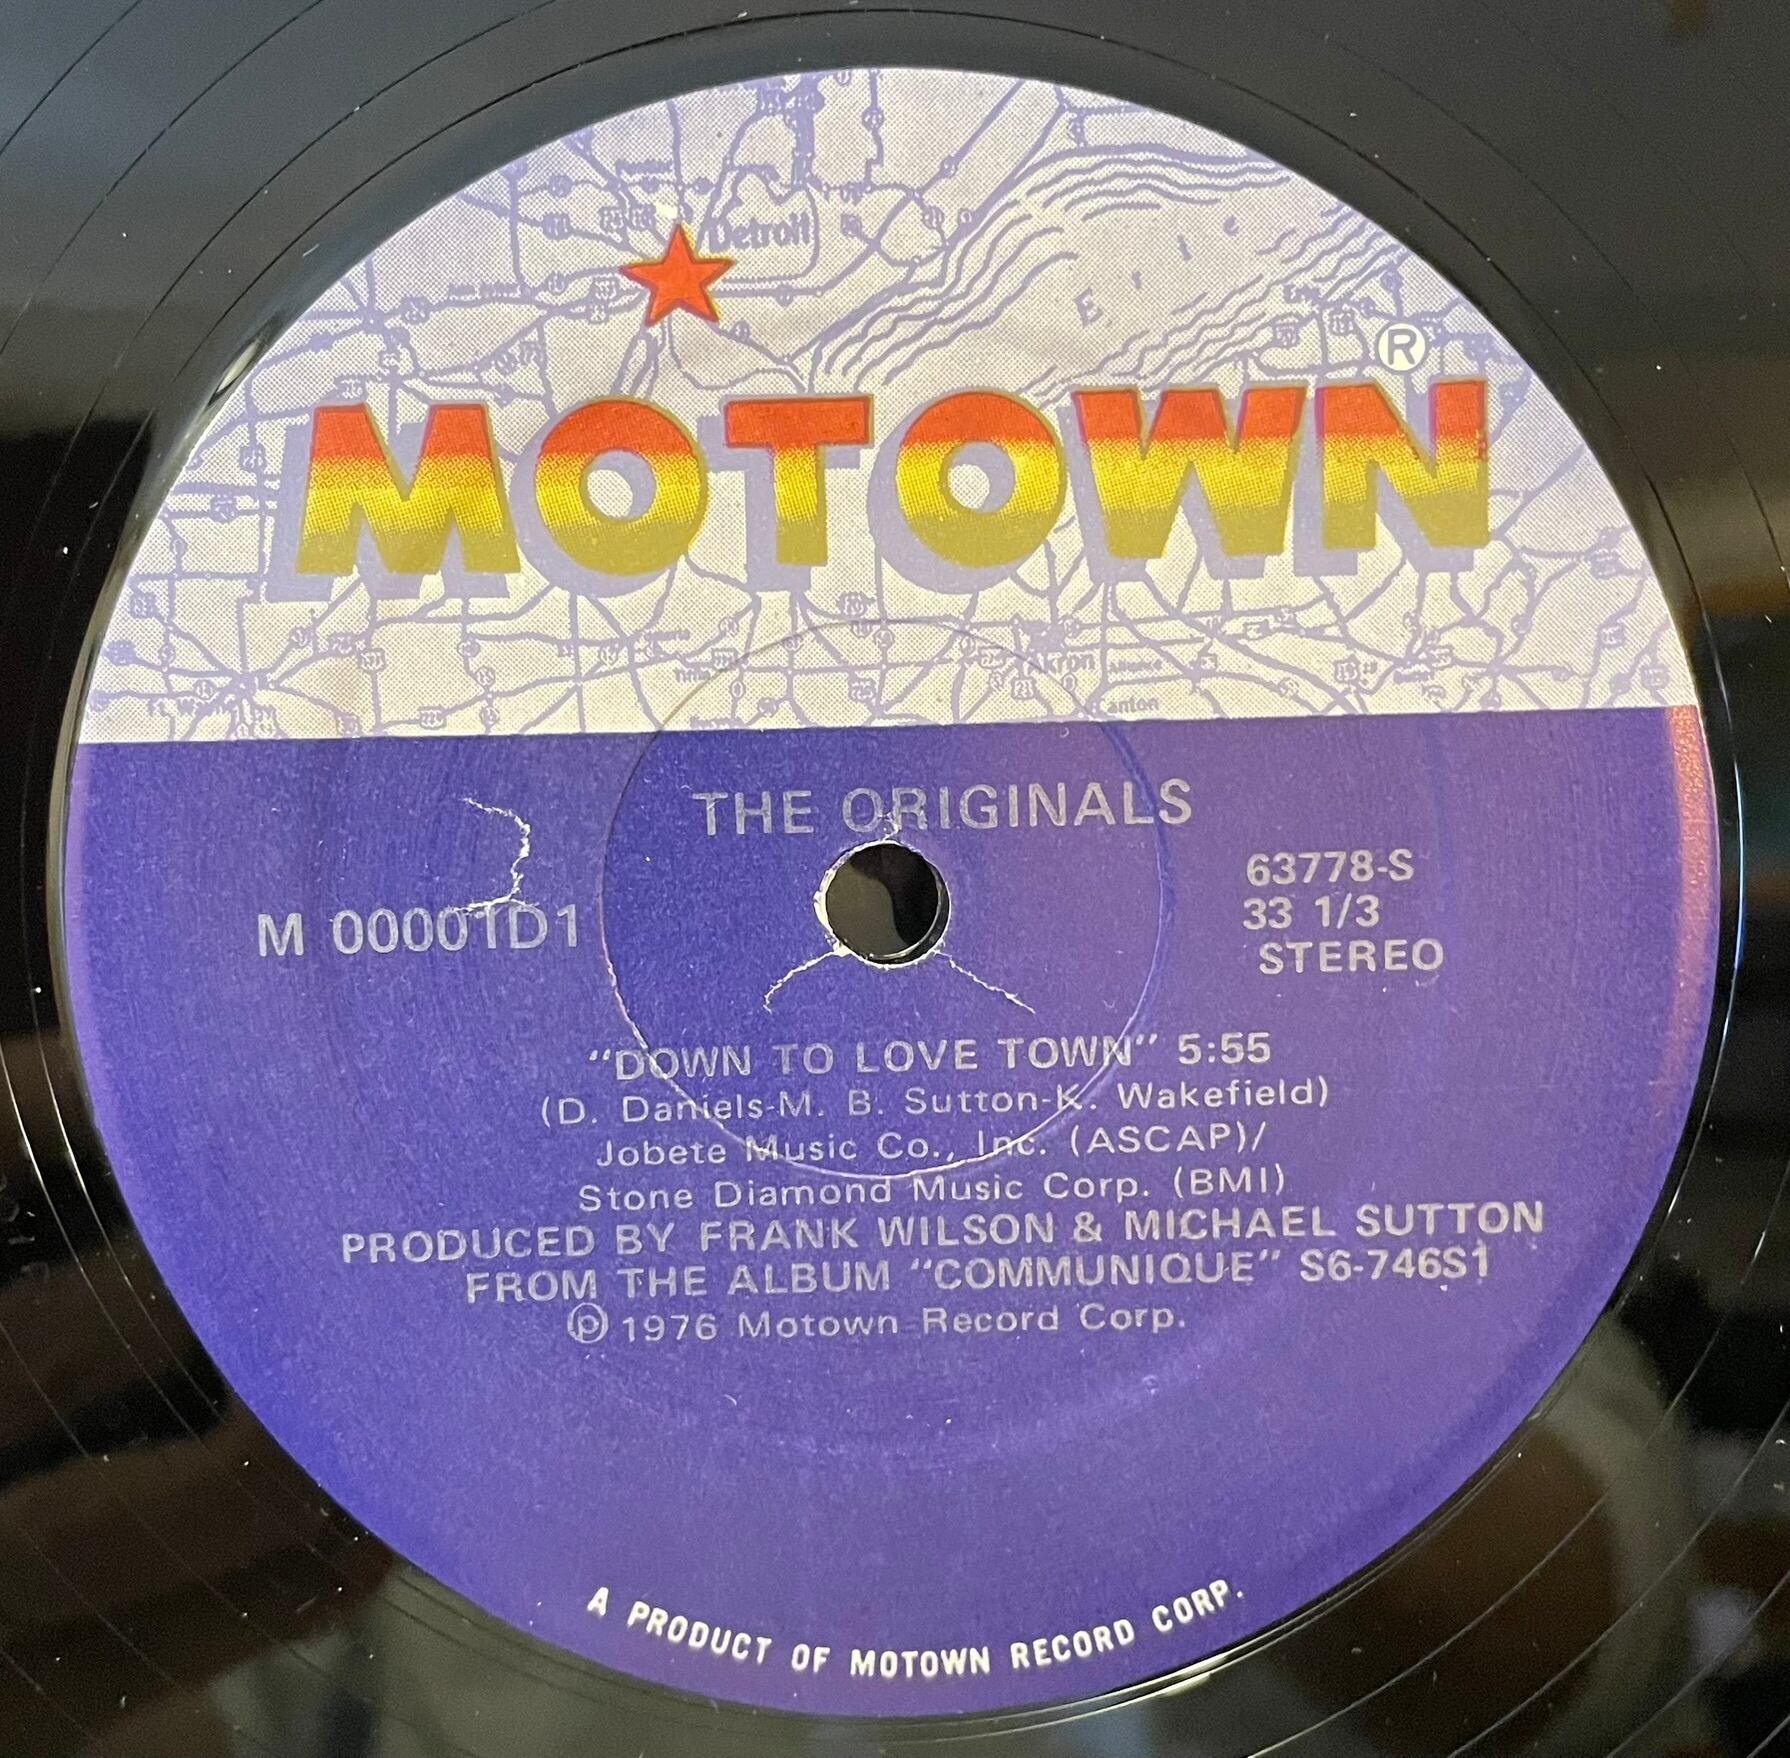 Detroit
Erie
®
MOTOWN
Akron
THE ORIGINALS
63778-S
M 00001D1
33 1/3
STEREO
"DOWN TO LOVE TOWN" 5:55
(D. Daniels-M. B. Sutton-K. Wakefield)
Jobete Music Co., Inc. (ASCAP)/
Stone Diamond Music Corp. (BMI)
PRODUCED BY FRANK WILSON & MICHAEL SUTTON
FROM THE ALBUM "COMMUNIQUE" S6-746S1
℗ 1976 Motown Record Corp.
A PRODUCT OF MOTOWN RECORD CORP.